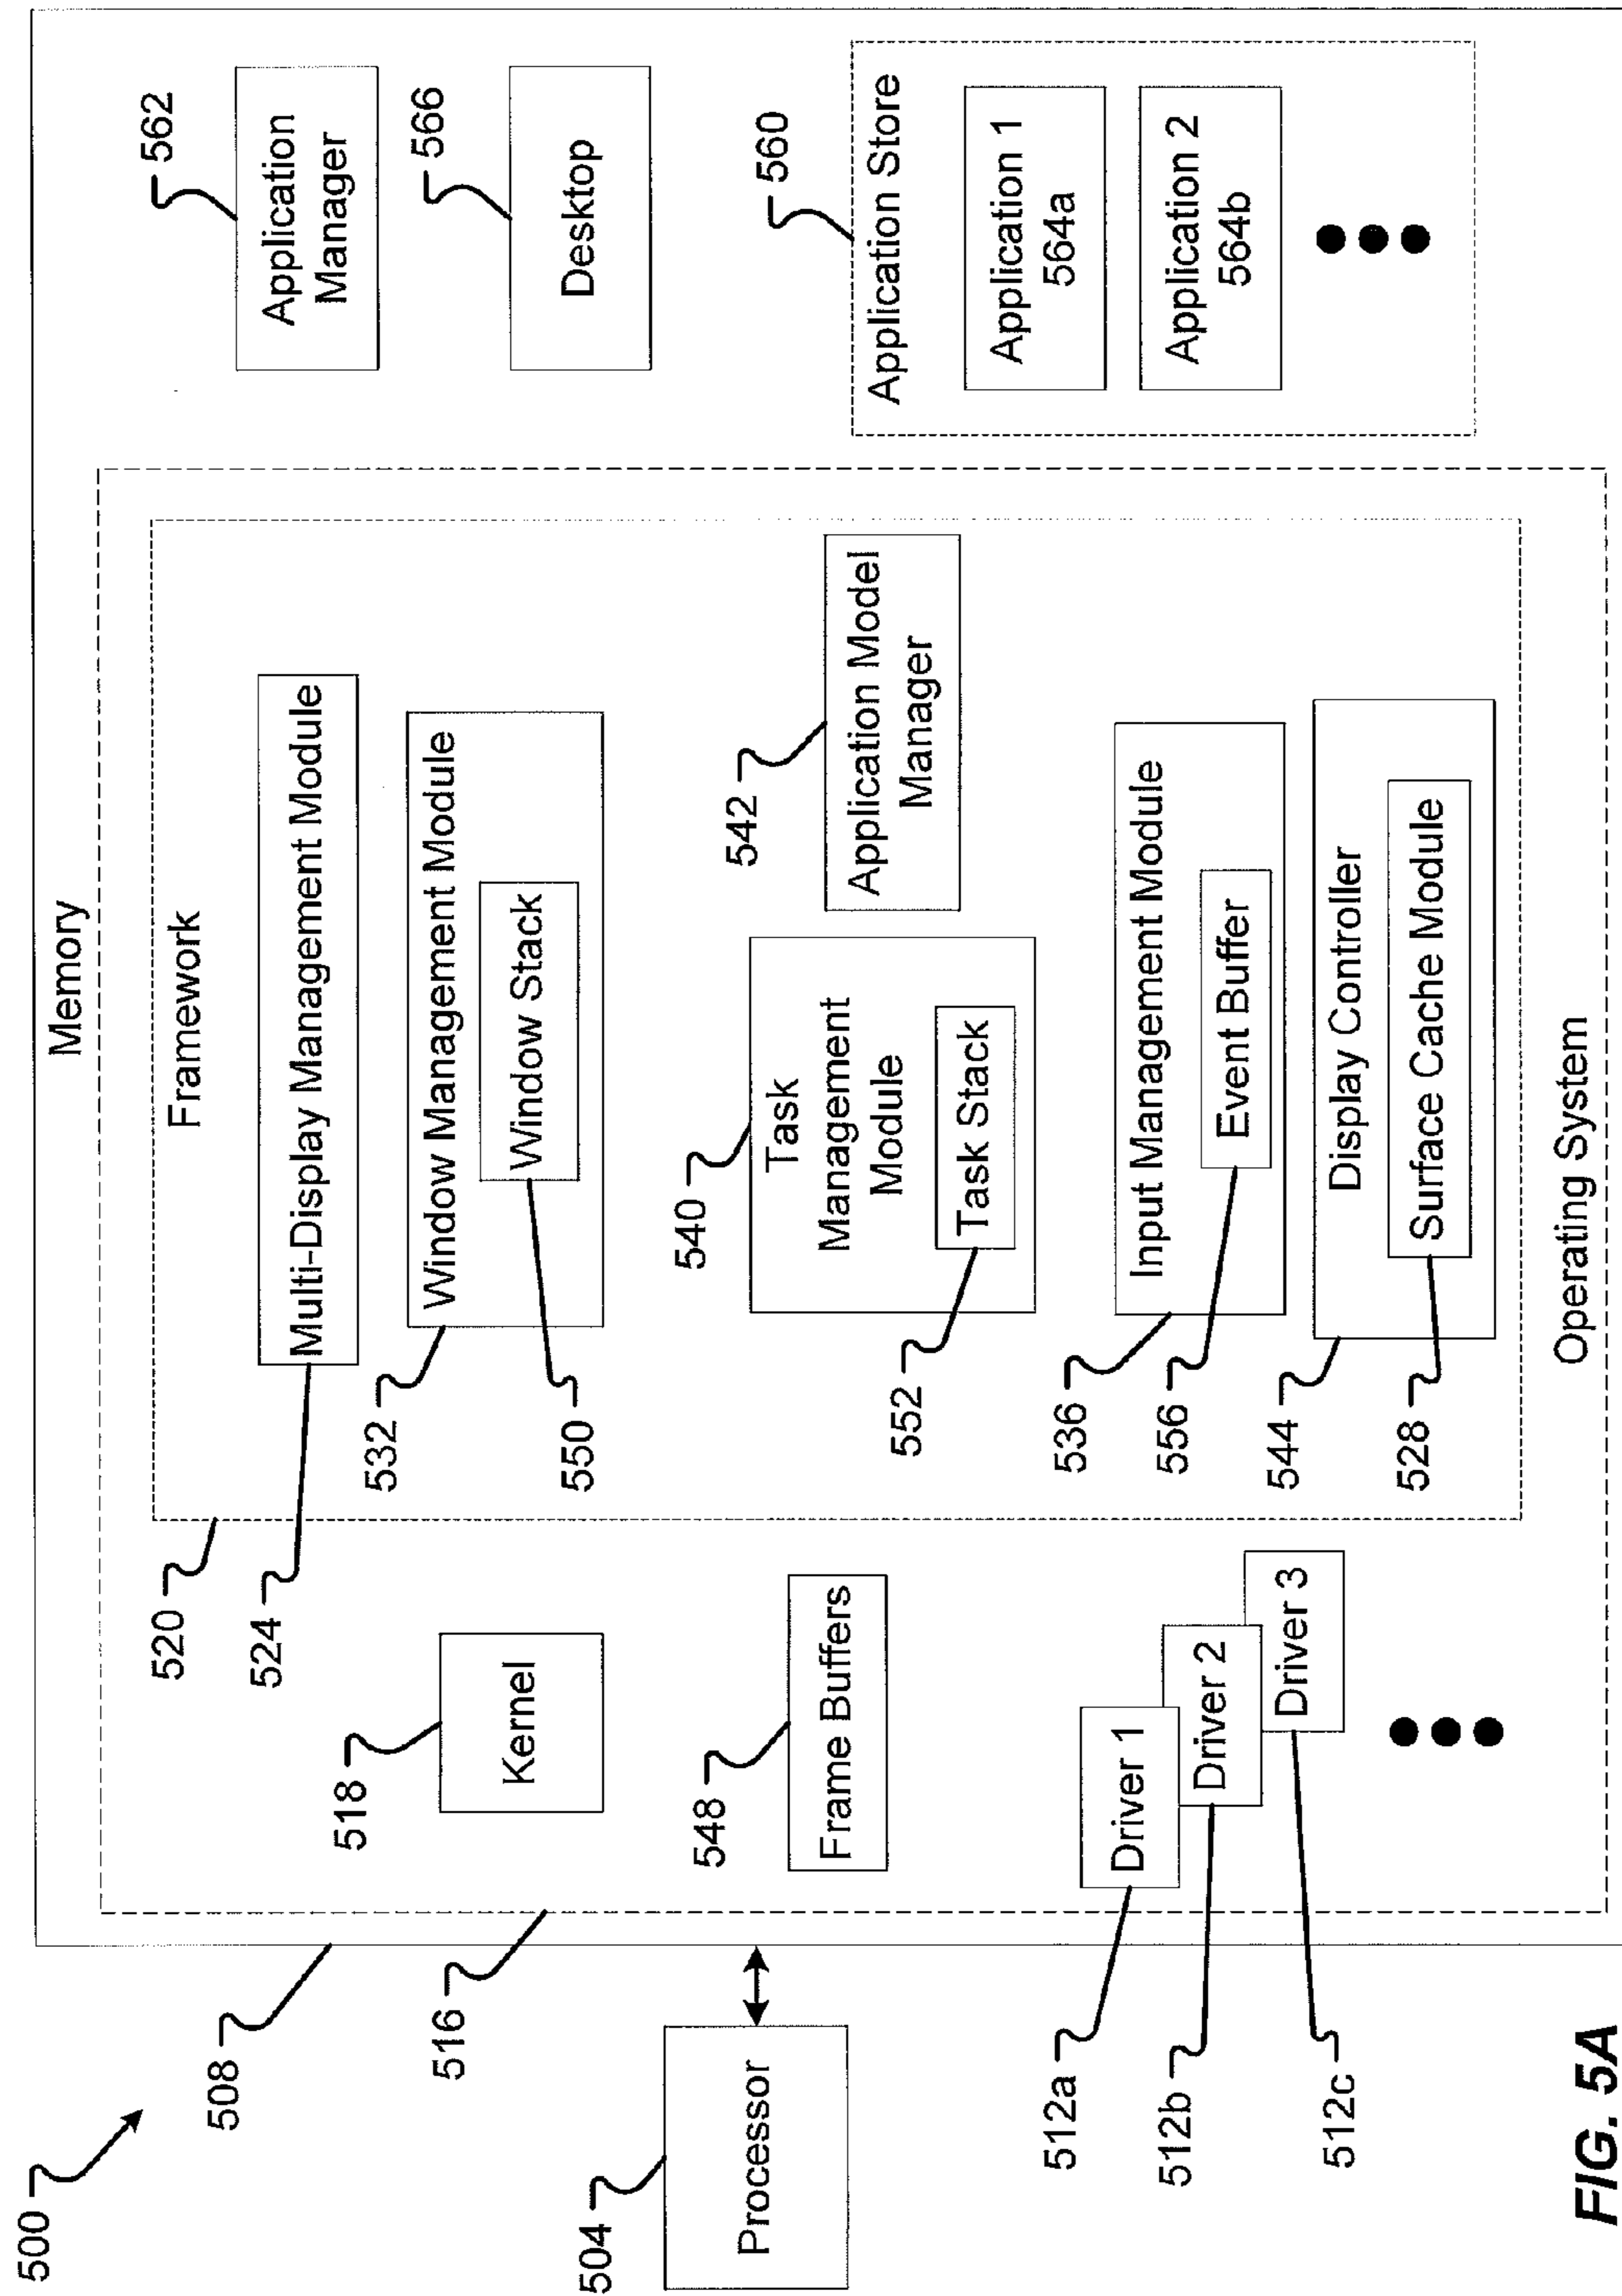 500
508
Memory
516
Operating System
520
Framework
524
Multi-Display Management Module
532
Window Management Module
550
Window Stack
518
Kernel
548
Frame Buffers
540
Task
Management
Module
552
Task Stack
542
Application Model
Manager
536
Input Management Module
556
Event Buffer
544
Display Controller
528
Surface Cache Module
504
Processor
512a
Driver 1
512b
Driver 2
512c
Driver 3
562
Application
Manager
566
Desktop
560
Application Store
Application 1
564a
Application 2
564b
FIG. 5A